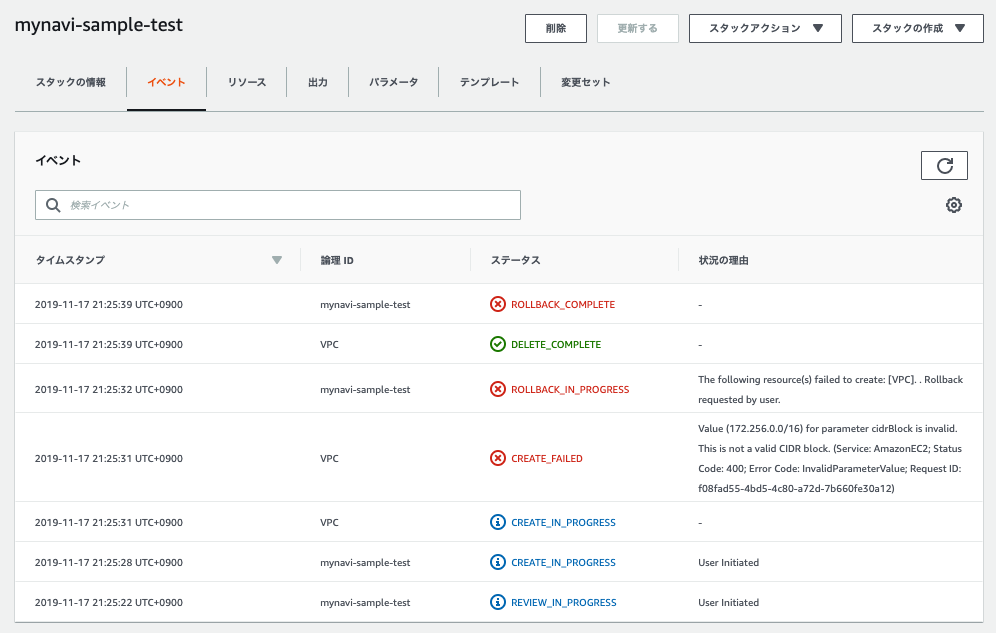 mynavi-sample-test
削除
更新する
スタックアクション
スタックの作成
スタックの情報
イベント
リソース
出力
パラメータ
テンプレート
変更セット
イベント
検索イベント
タイムスタンプ 論理 ID ステータス 状況の理由
2019-11-17 21:25:39 UTC+0900 mynavi-sample-test ROLLBACK_COMPLETE -
2019-11-17 21:25:39 UTC+0900 VPC DELETE_COMPLETE -
2019-11-17 21:25:32 UTC+0900 mynavi-sample-test ROLLBACK_IN_PROGRESS The following resource(s) failed to create: [VPC]. . Rollback
requested by user.
2019-11-17 21:25:31 UTC+0900 VPC CREATE_FAILED Value (172.256.0.0/16) for parameter cidrBlock is invalid.
This is not a valid CIDR block. (Service: AmazonEC2; Status
Code: 400; Error Code: InvalidParameterValue; Request ID:
f08fad55-4bd5-4c80-a72d-7b660fe30a12)
2019-11-17 21:25:31 UTC+0900 VPC CREATE_IN_PROGRESS -
2019-11-17 21:25:28 UTC+0900 mynavi-sample-test CREATE_IN_PROGRESS User Initiated
2019-11-17 21:25:22 UTC+0900 mynavi-sample-test REVIEW_IN_PROGRESS User Initiated